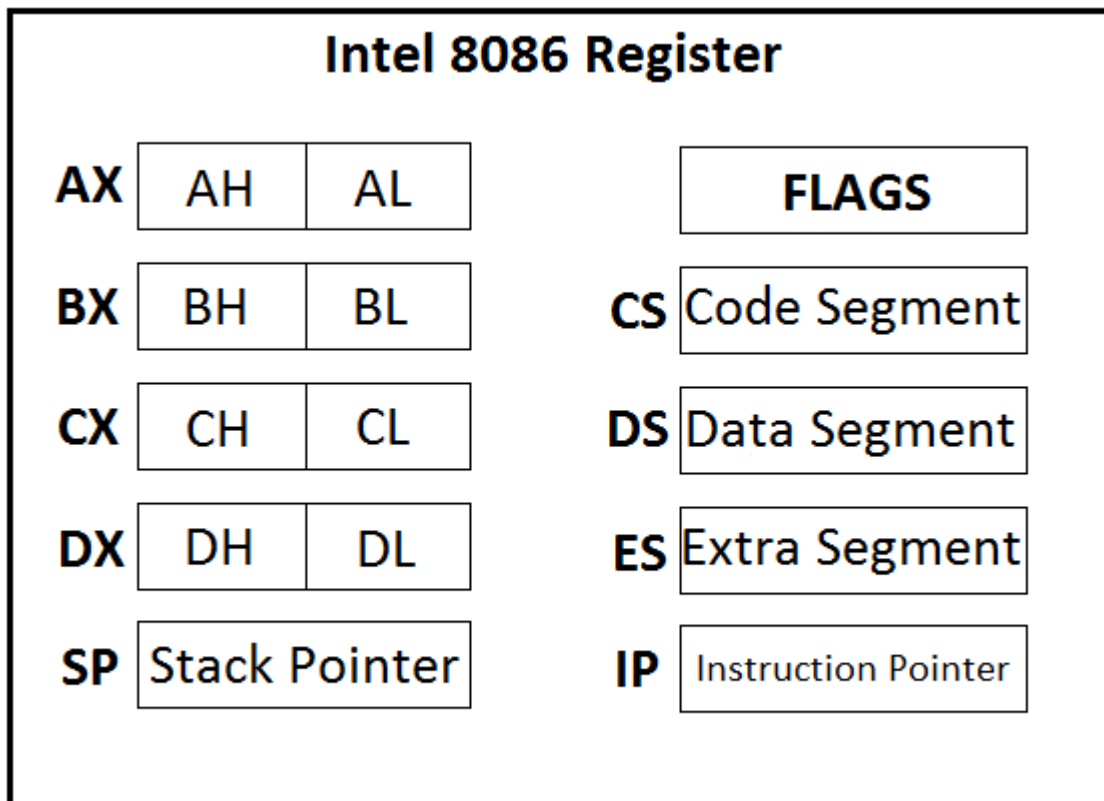 Intel 8086 Register
AX AH AL FLAGS
BX BH BL CS Code Segment
CX CH CL DS Data Segment
DX DH DL ES Extra Segment
SP Stack Pointer IP Instruction Pointer